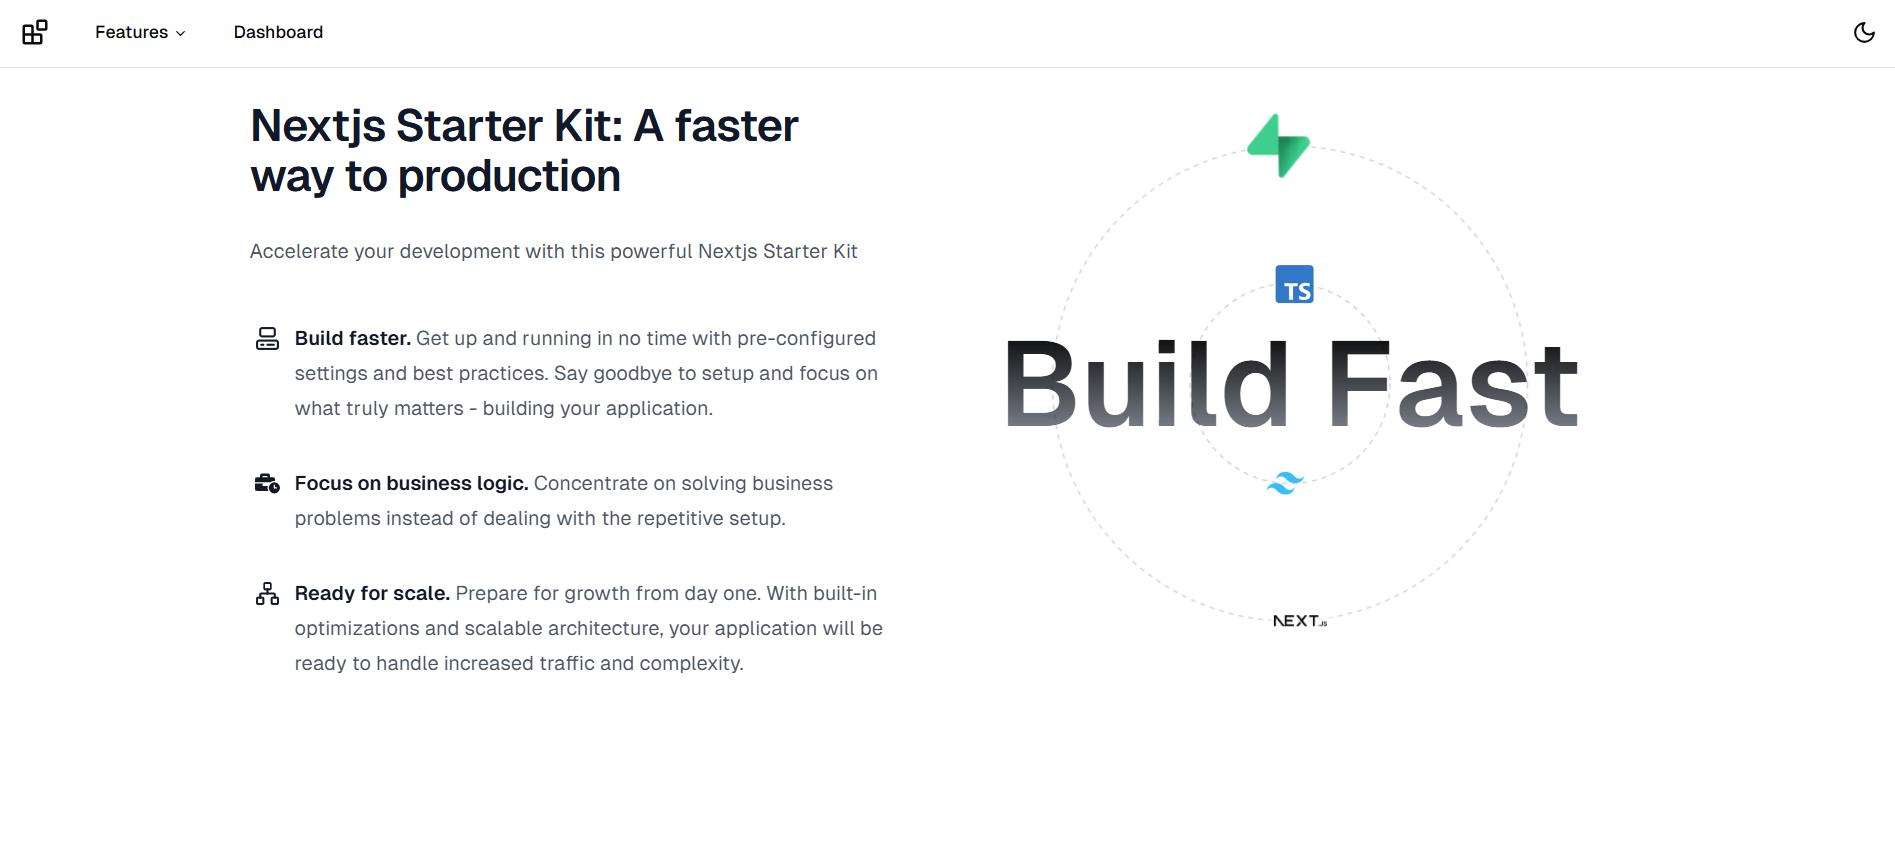 Features Dashboard
Nextjs Starter Kit: A faster
way to production
Accelerate your development with this powerful Nextjs Starter Kit
Build faster. Get up and running in no time with pre-configured
settings and best practices. Say goodbye to setup and focus on
what truly matters - building your application.
Focus on business logic. Concentrate on solving business
problems instead of dealing with the repetitive setup.
Ready for scale. Prepare for growth from day one. With built-in
optimizations and scalable architecture, your application will be
ready to handle increased traffic and complexity.
TS
Build Fast
NEXT.JS